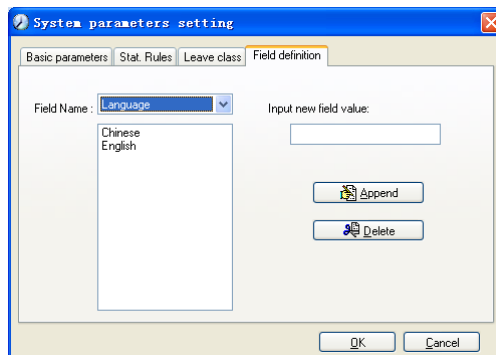 System parameters setting
Basic parameters Stat. Rules Leave class Field definition
Field Name : Language
Input new field value:
Chinese
English
Append
Delete
OK Cancel